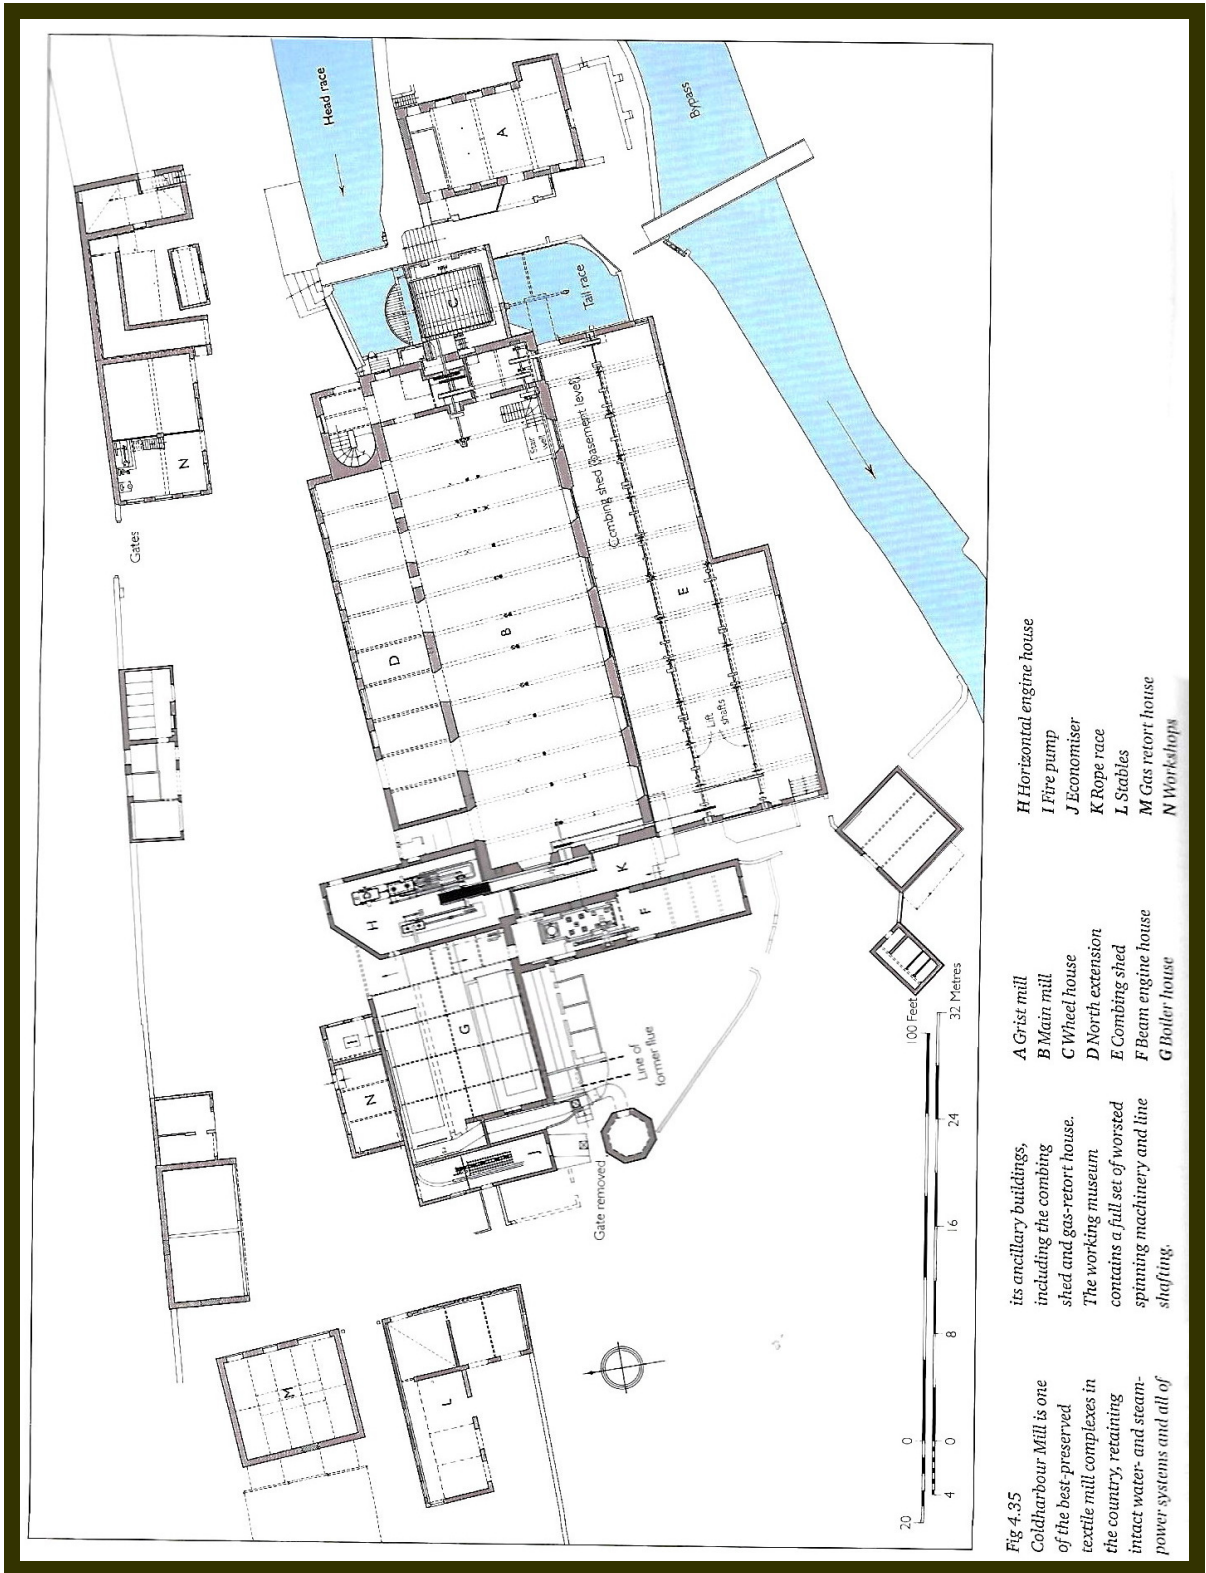 Head race
Bypass
A
C
Tail race
N
Gates
Stair
well
Combing shed (basement level)
D
B
E
Lift
shafts
H
K
F
I
G
N
J
Line of
former flue
Gate removed
M
L
20 0 100 Feet
4 0 8 16 24 32 Metres
Fig 4.35
Coldharbour Mill is one
of the best-preserved
textile mill complexes in
the country, retaining
intact water- and steam-
power systems and all of
its ancillary buildings,
including the combing
shed and gas-retort house.
The working museum
contains a full set of worsted
spinning machinery and line
shafting.
A Grist mill
B Main mill
C Wheel house
D North extension
E Combing shed
F Beam engine house
G Boiler house
H Horizontal engine house
I Fire pump
J Economiser
K Rope race
L Stables
M Gas retort house
N Workshops